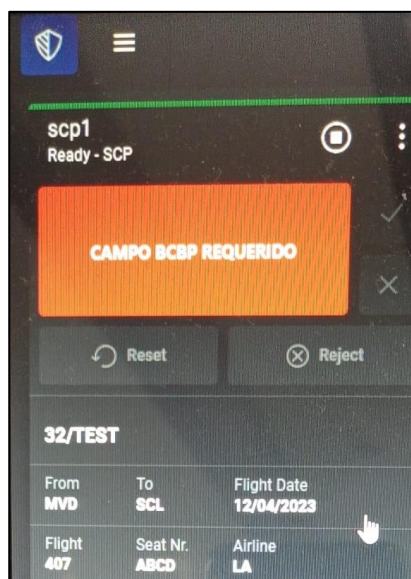 scp1
Ready - SCP
CAMPO BCBP REQUERIDO
Reset Reject
32/TEST
From To Flight Date
MVD SCL 12/04/2023
Flight Seat Nr. Airline
407 ABCD LA